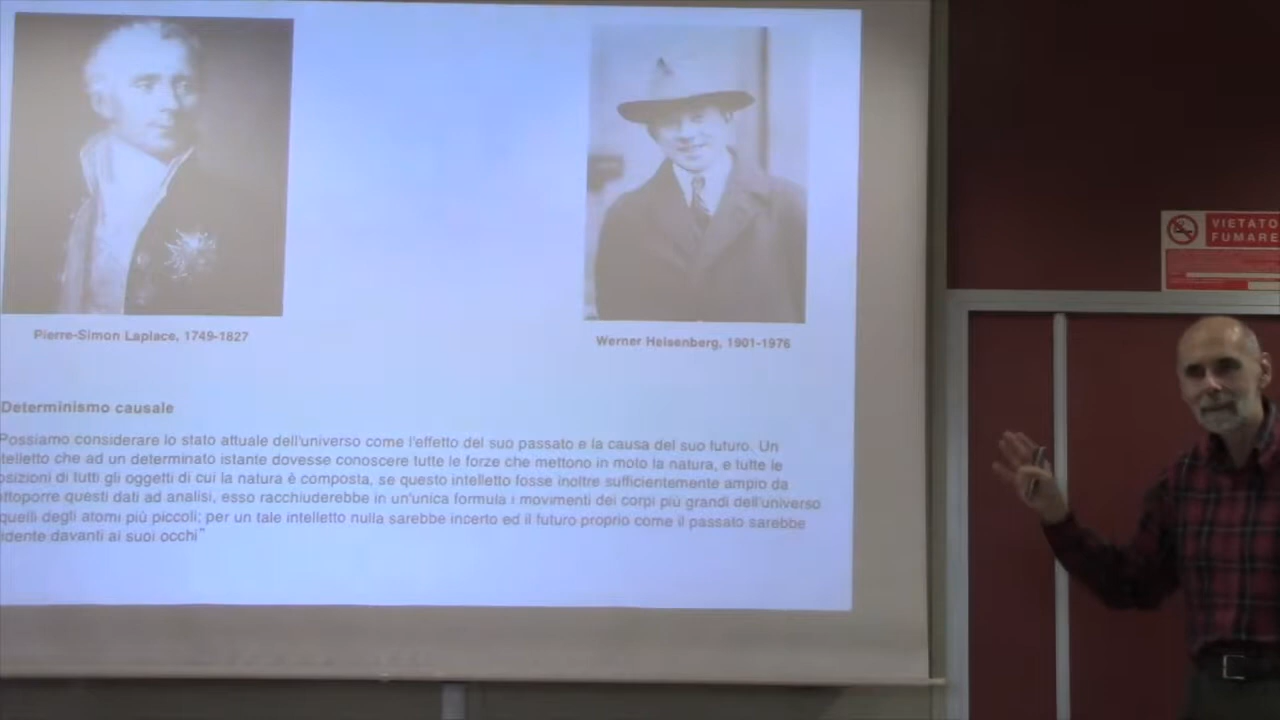 Pierre-Simon Laplace, 1749-1827
Werner Heisenberg, 1901-1976
Determinismo causale
Possiamo considerare lo stato attuale dell'universo come l'effetto del suo passato e la causa del suo futuro. Un
telletto che ad un determinato istante dovesse conoscere tutte le forze che mettono in moto la natura, e tutte le
osizioni di tutti gli oggetti di cui la natura è composta, se questo intelletto fosse inoltre sufficientemente ampio da
ttoporre questi dati ad analisi, esso racchiuderebbe in un'unica formula i movimenti dei corpi più grandi dell'universo
quelli degli atomi più piccoli; per un tale intelletto nulla sarebbe incerto ed il futuro proprio come il passato sarebbe
idente davanti ai suoi occhi"
VIETATO
FUMARE